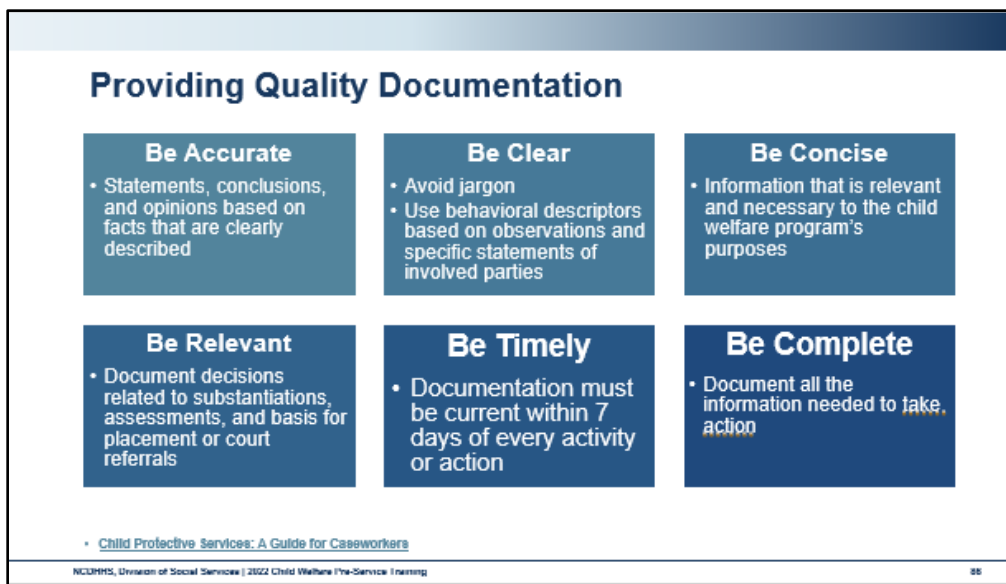 Providing Quality Documentation
Be Accurate
• Statements, conclusions,
and opinions based on
facts that are clearly
described
Be Clear
• Avoid jargon
• Use behavioral descriptors
based on observations and
specific statements of
involved parties
Be Concise
• Information that is relevant
and necessary to the child
welfare program's
purposes
Be Relevant
• Document decisions
related to substantiations,
assessments, and basis for
placement or court
referrals
Be Timely
• Documentation must
be current within 7
days of every activity
or action
Be Complete
• Document all the
information needed to take
action
• Child Protective Services: A Guide for Caseworkers
NCDHHS, Division of Social Services | 2022 Child Welfare Pre-Service Training